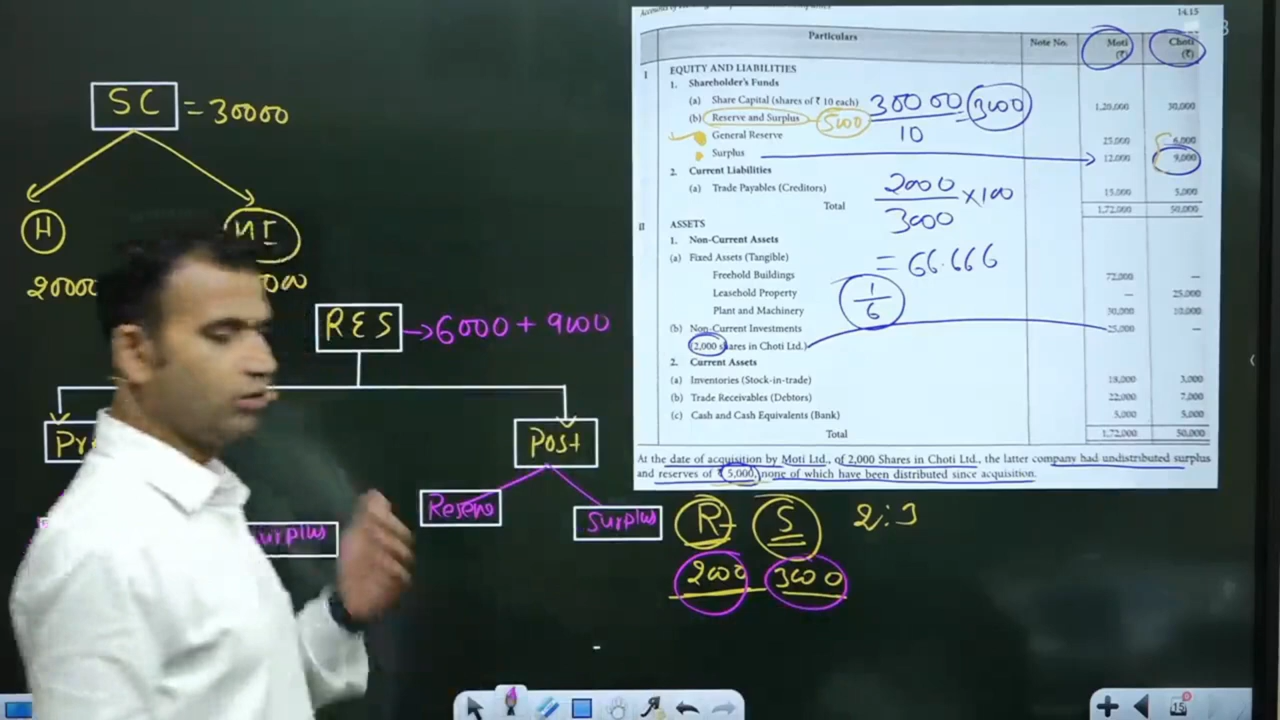 14.15
Particulars Note No. Moti (₹) Choti (₹)
I EQUITY AND LIABILITIES
1. Shareholder's Funds
(a) Share Capital (shares of ₹ 10 each) 1,20,000 30,000
(b) Reserve and Surplus 5000
General Reserve 25,000 6,000
Surplus 12,000 9,000
2. Current Liabilities
(a) Trade Payables (Creditors) 15,000 5,000
Total 1,72,000 50,000
II ASSETS
1. Non-Current Assets
(a) Fixed Assets (Tangible)
Freehold Buildings 72,000 —
Leasehold Property — 25,000
Plant and Machinery 30,000 10,000
(b) Non-Current Investments 25,000 —
(2,000 shares in Choti Ltd.)
2. Current Assets
(a) Inventories (Stock-in-trade) 18,000 3,000
(b) Trade Receivables (Debtors) 22,000 7,000
(c) Cash and Cash Equivalents (Bank) 5,000 5,000
Total 1,72,000 50,000
At the date of acquisition by Moti Ltd., of 2,000 Shares in Choti Ltd., the latter company had undistributed surplus
and reserves of ₹ 5,000, none of which have been distributed since acquisition.
30000 = 3000
10
2000 × 100
3000
= 66.666
1
6
SC = 30000
H MI
20000
R & S → 6000 + 9000
Post
Reserve Surplus
R S 2:3
2000 3000
15